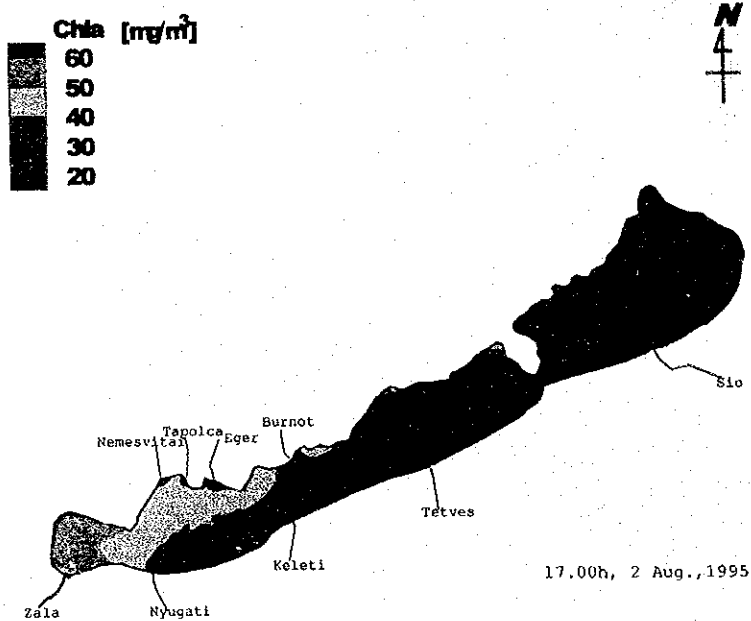 Chla [mg/m³]
N
60
50
40
30
20
Sio
Burnot
Tapolca
Eger
Nemesvitai
Tetves
Keleti
17.00h, 2 Aug., 1995
Zala
Nyugati